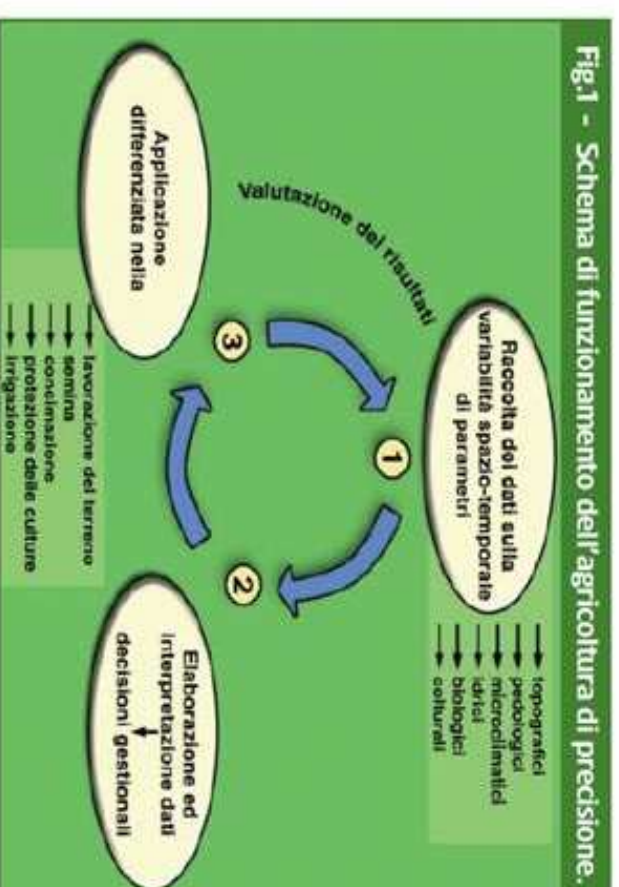 Fig.1 - Schema di funzionamento dell'agricoltura di precisione.
Raccolta dei dati sulla
variabilità spazio-temporale
di parametri
topografici
pedologici
microclimatici
idrici
biologici
colturali
1
Valutazione dei risultati
3
2
Applicazione
differenziata nella
lavorazione del terreno
semina
concimazione
protezione delle culture
irrigazione
Elaborazione ed
interpretazione dati
decisioni gestionali